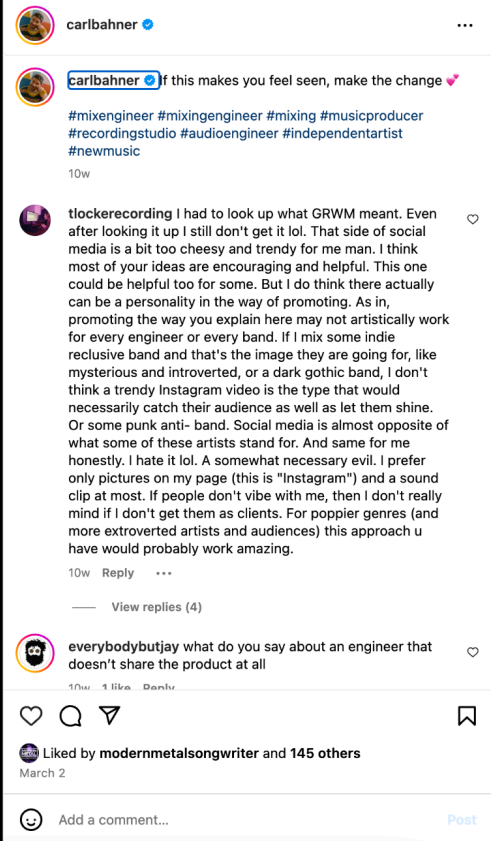 carlbahner
carlbahner If this makes you feel seen, make the change 💕
#mixengineer #mixingengineer #mixing #musicproducer
#recordingstudio #audioengineer #independentartist
#newmusic
10w
tlockerecording I had to look up what GRWM meant. Even
after looking it up I still don't get it lol. That side of social
media is a bit too cheesy and trendy for me man. I think
most of your ideas are encouraging and helpful. This one
could be helpful too for some. But I do think there actually
can be a personality in the way of promoting. As in,
promoting the way you explain here may not artistically work
for every engineer or every band. If I mix some indie
reclusive band and that's the image they are going for, like
mysterious and introverted, or a dark gothic band, I don't
think a trendy Instagram video is the type that would
necessarily catch their audience as well as let them shine.
Or some punk anti- band. Social media is almost opposite of
what some of these artists stand for. And same for me
honestly. I hate it lol. A somewhat necessary evil. I prefer
only pictures on my page (this is "Instagram") and a sound
clip at most. If people don't vibe with me, then I don't really
mind if I don't get them as clients. For poppier genres (and
more extroverted artists and audiences) this approach u
have would probably work amazing.
10w Reply
View replies (4)
everybodybutjay what do you say about an engineer that
doesn't share the product at all
10w 1 like Reply
Liked by modernmetalsongwriter and 145 others
March 2
Add a comment...
Post